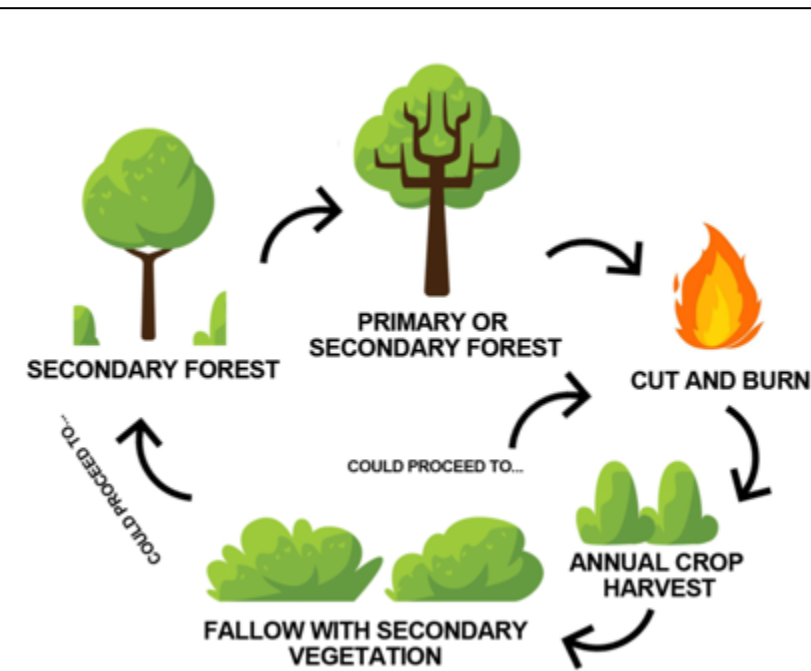 PRIMARY OR
SECONDARY FOREST
SECONDARY FOREST
CUT AND BURN
COULD PROCEED TO...
COULD PROCEED TO...
ANNUAL CROP
HARVEST
FALLOW WITH SECONDARY
VEGETATION